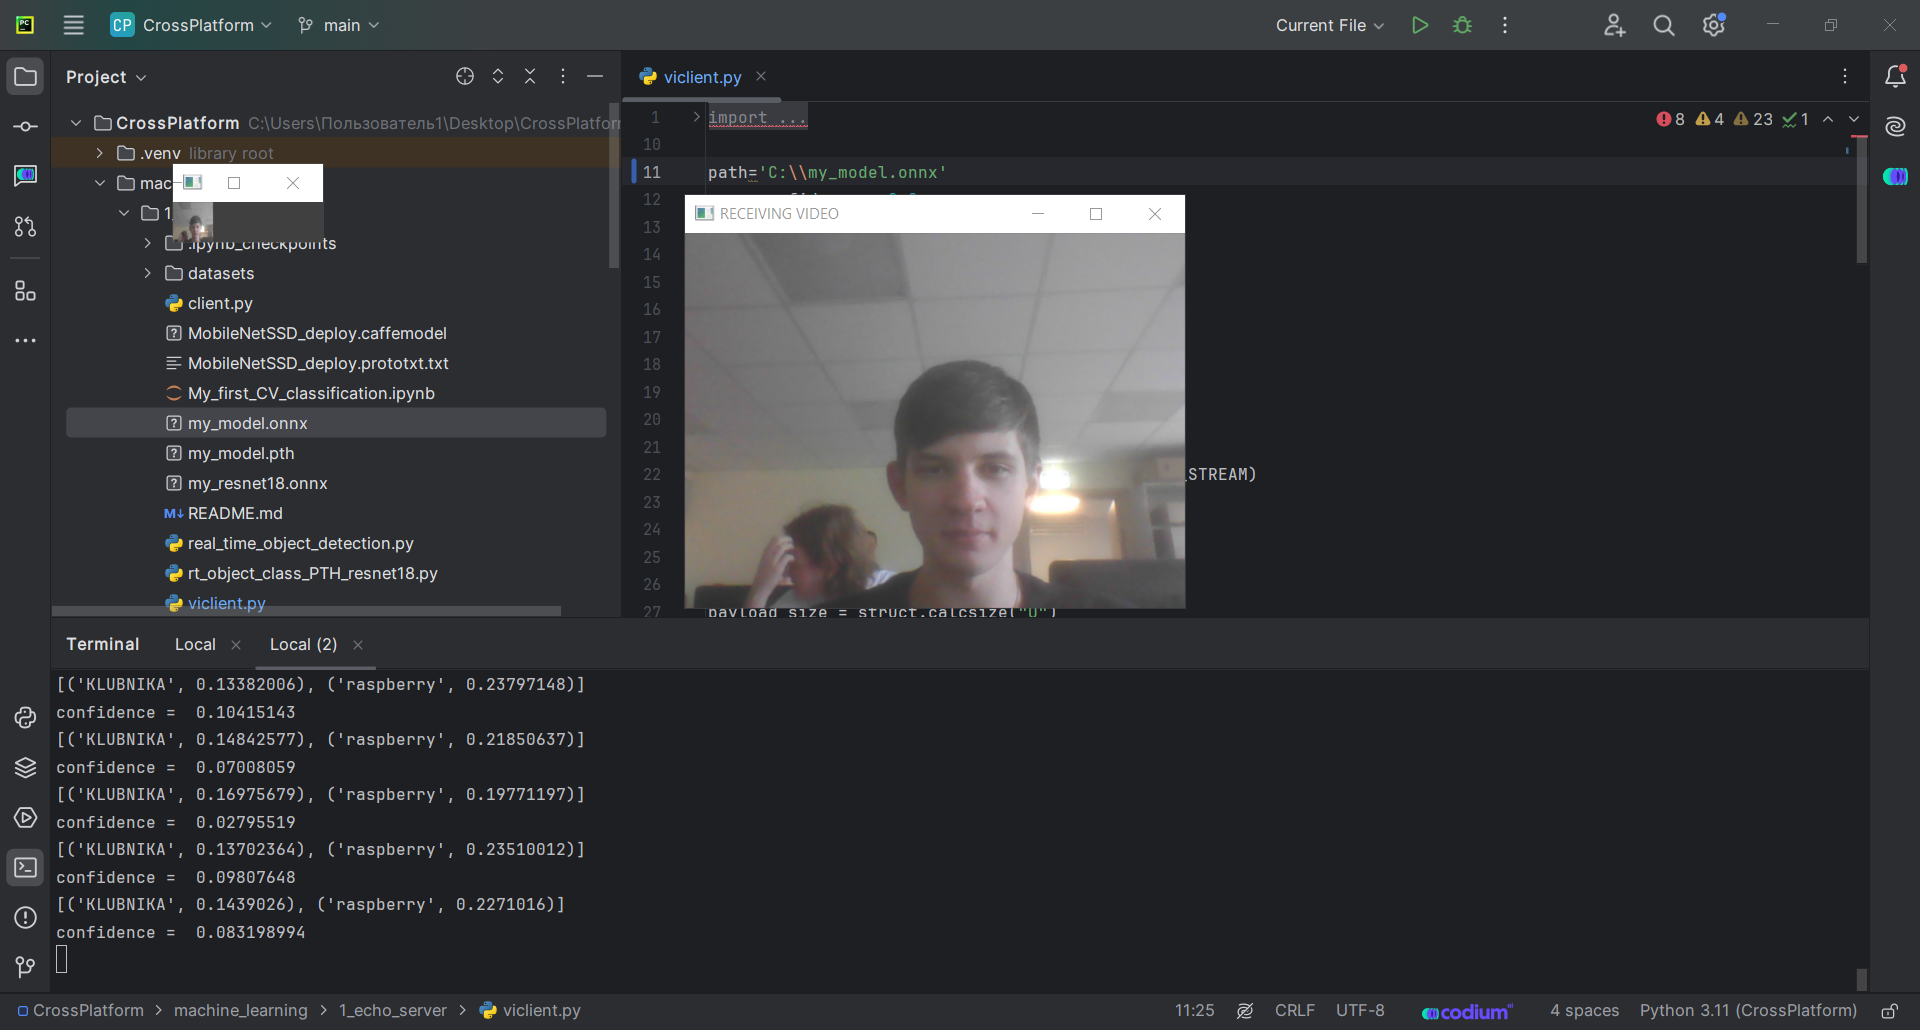 PC
CP CrossPlatform
main
Current File
Project
viclient.py
CrossPlatform C:\Users\Пользователь1\Desktop\CrossPlatfor
.venv library root
mac
1
.ipynb_checkpoints
datasets
client.py
MobileNetSSD_deploy.caffemodel
MobileNetSSD_deploy.prototxt.txt
My_first_CV_classification.ipynb
my_model.onnx
my_model.pth
my_resnet18.onnx
M↓ README.md
real_time_object_detection.py
rt_object_class_PTH_resnet18.py
viclient.py
1 import ...
8 4 23 1
10
11 path='C:\\my_model.onnx'
12
RECEIVING VIDEO
13
14
15
16
17
18
19
20
21
22 _STREAM)
23
24
25
26
27 payload_size = struct.calcsize("Q")
Terminal Local Local (2)
[('KLUBNIKA', 0.13382006), ('raspberry', 0.23797148)]
confidence = 0.10415143
[('KLUBNIKA', 0.14842577), ('raspberry', 0.21850637)]
confidence = 0.07008059
[('KLUBNIKA', 0.16975679), ('raspberry', 0.19771197)]
confidence = 0.02795519
[('KLUBNIKA', 0.13702364), ('raspberry', 0.23510012)]
confidence = 0.09807648
[('KLUBNIKA', 0.1439026), ('raspberry', 0.2271016)]
confidence = 0.083198994
CrossPlatform > machine_learning > 1_echo_server > viclient.py
11:25 CRLF UTF-8 codium 4 spaces Python 3.11 (CrossPlatform)